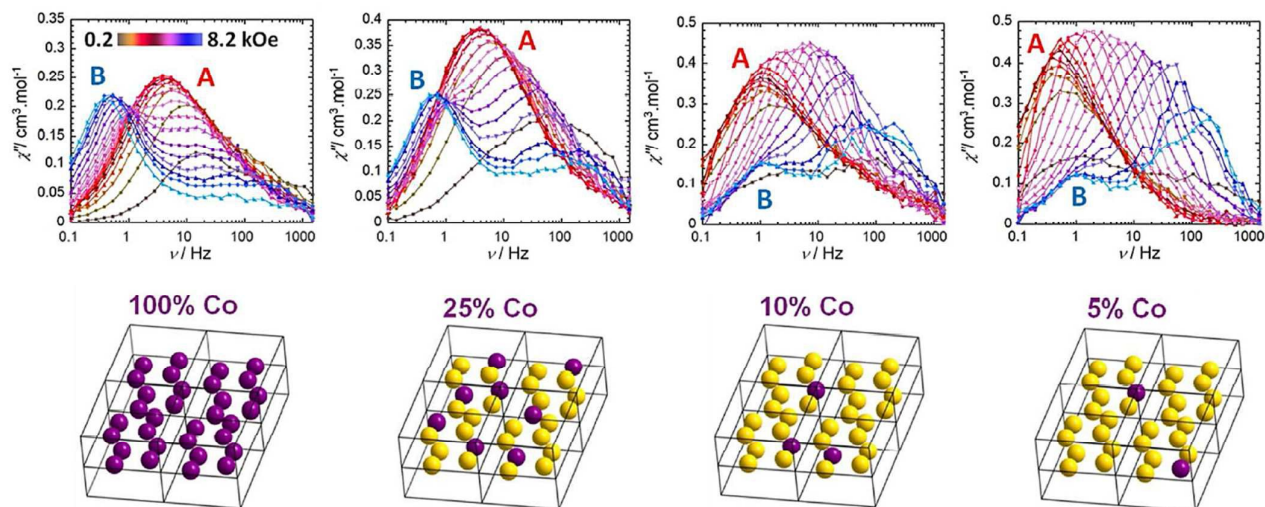 0.35
0.3
0.25
0.2
0.15
0.1
0.05
0
χ″/ cm³.mol⁻¹
0.2 8.2 kOe
B A
0.1 1 10 100 1000
ν / Hz
0.4
0.35
0.3
0.25
0.2
0.15
0.1
0.05
0
χ″/ cm³.mol⁻¹
A
B
0.1 1 10 100 1000
ν / Hz
0.5
0.4
0.3
0.2
0.1
0
χ″/ cm³.mol⁻¹
A
B
0.1 1 10 100 1000
ν / Hz
0.5
0.4
0.3
0.2
0.1
0
χ″/ cm³.mol⁻¹
A
B
0.1 1 10 100 1000
ν / Hz
100% Co
25% Co
10% Co
5% Co